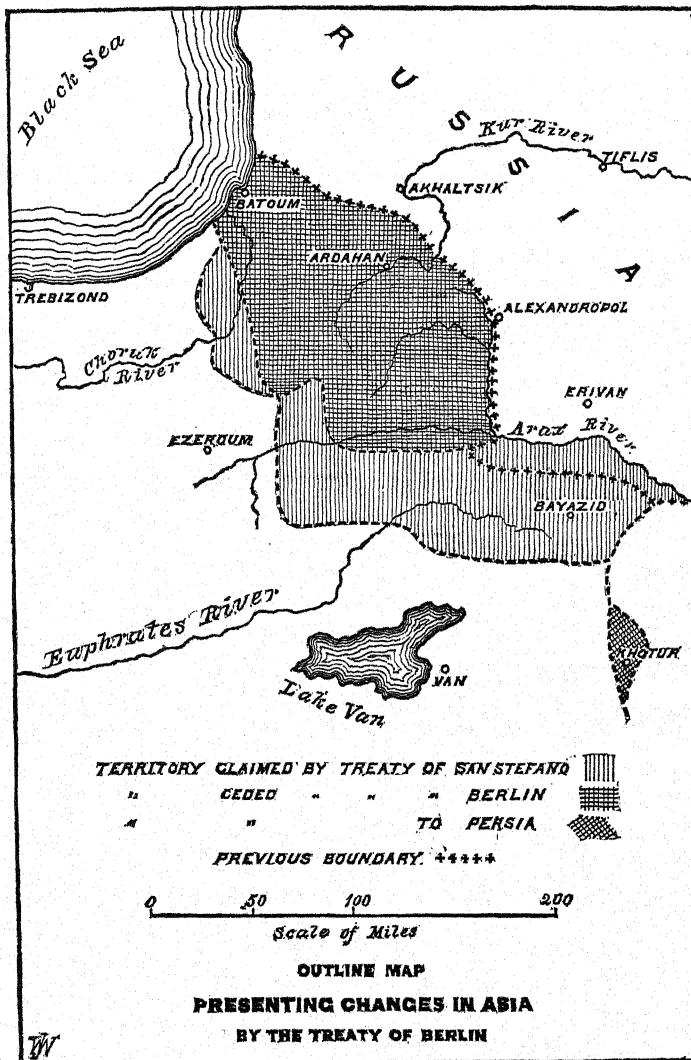 Black Sea
RUSSIA
Kur River
TIFLIS
AKHALTSIK
BATOUM
ARDAHAN
TREBIZOND
ALEXANDROPOL
Choruk
River
ERIVAN
EZEROUM
Arax River
BAYAZID
Euphrates River
KHOTUR
VAN
Lake Van
TERRITORY CLAIMED BY TREATY OF SAN STEFANO
" CEDED " " " BERLIN
" " TO PERSIA
PREVIOUS BOUNDARY. +++++
0 50 100 200
Scale of Miles
OUTLINE MAP
PRESENTING CHANGES IN ASIA
BY THE TREATY OF BERLIN